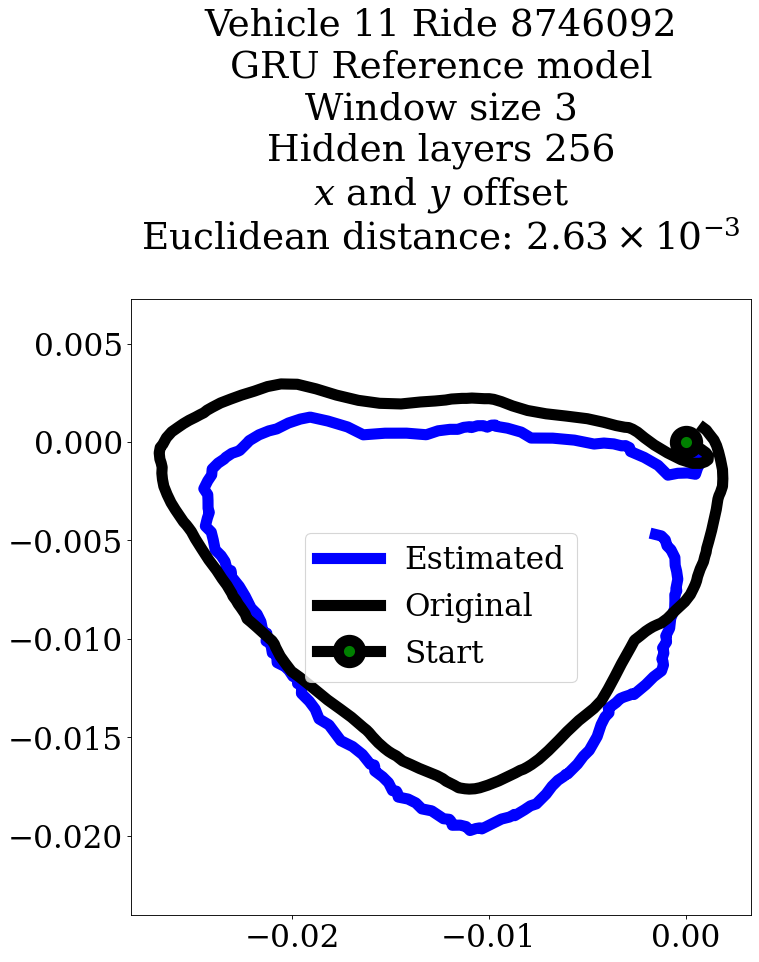 Vehicle 11 Ride 8746092
GRU Reference model
Window size 3
Hidden layers 256
x and y offset
Euclidean distance: 2.63 × 10⁻³
0.005
0.000
−0.005
−0.010
−0.015
−0.020
Estimated
Original
Start
−0.02
−0.01
0.00